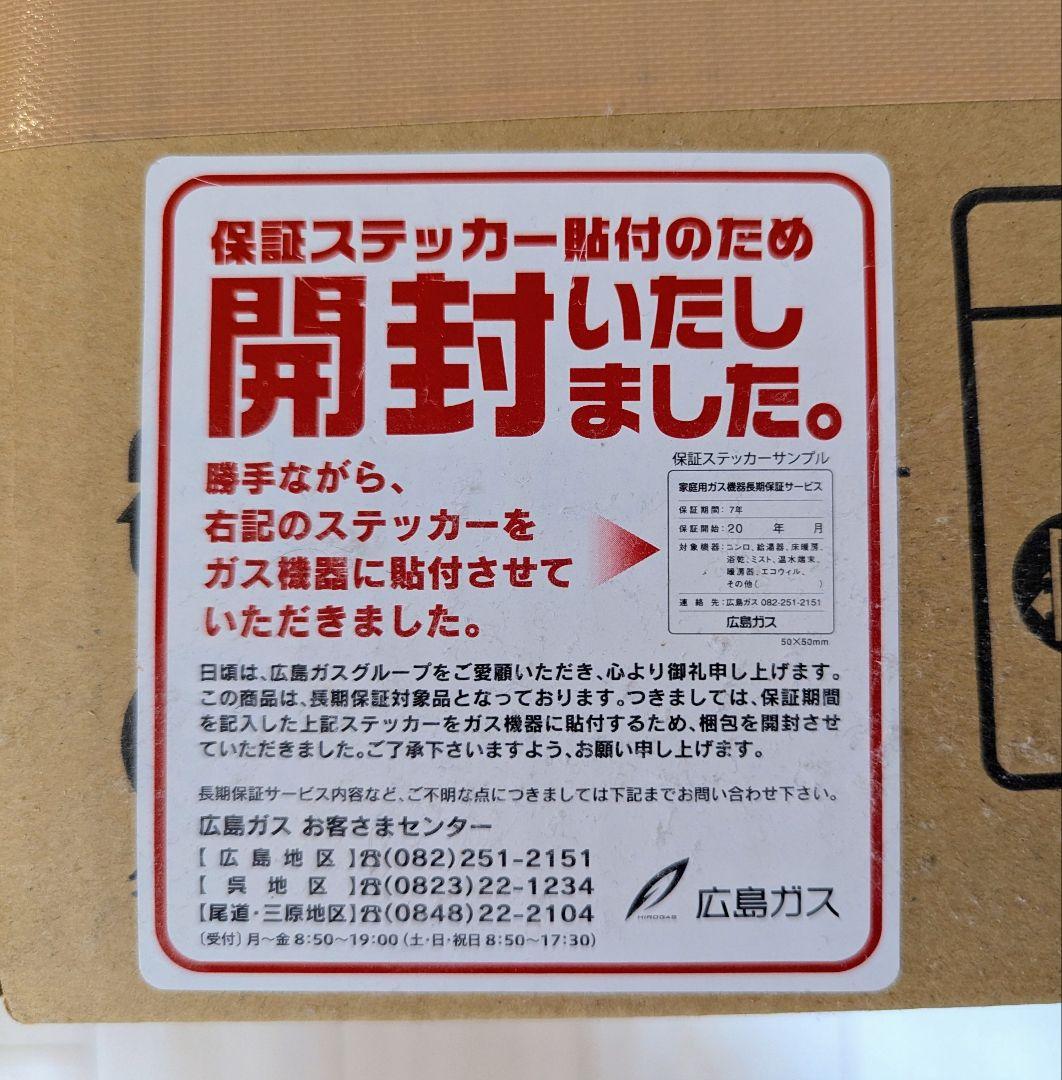 保証ステッカー貼付のため
開封いたし
ました。
勝手ながら、
右記のステッカーを
ガス機器に貼付させて
いただきました。
保証ステッカーサンプル
家庭用ガス機器長期保証サービス
保証期間：7年
保証開始：20　　年　　月
対象機器：コンロ、給湯器、床暖房、
浴乾、ミスト、温水端末、
暖房器、エコウィル、
その他（　　　　　）
連絡先：広島ガス 082-251-2151
広島ガス
50×50mm
日頃は、広島ガスグループをご愛顧いただき、心より御礼申し上げます。
この商品は、長期保証対象品となっております。つきましては、保証期間
を記入した上記ステッカーをガス機器に貼付するため、梱包を開封させ
ていただきました。ご了承下さいますよう、お願い申し上げます。
長期保証サービス内容など、ご不明な点につきましては下記までお問い合わせ下さい。
広島ガス お客さまセンター
【広島地区】☎(082)251-2151
【呉地区】☎(0823)22-1234
【尾道・三原地区】☎(0848)22-2104
〔受付〕月〜金 8:50〜19:00（土・日・祝日 8:50〜17:30）
HIROGAS
広島ガス